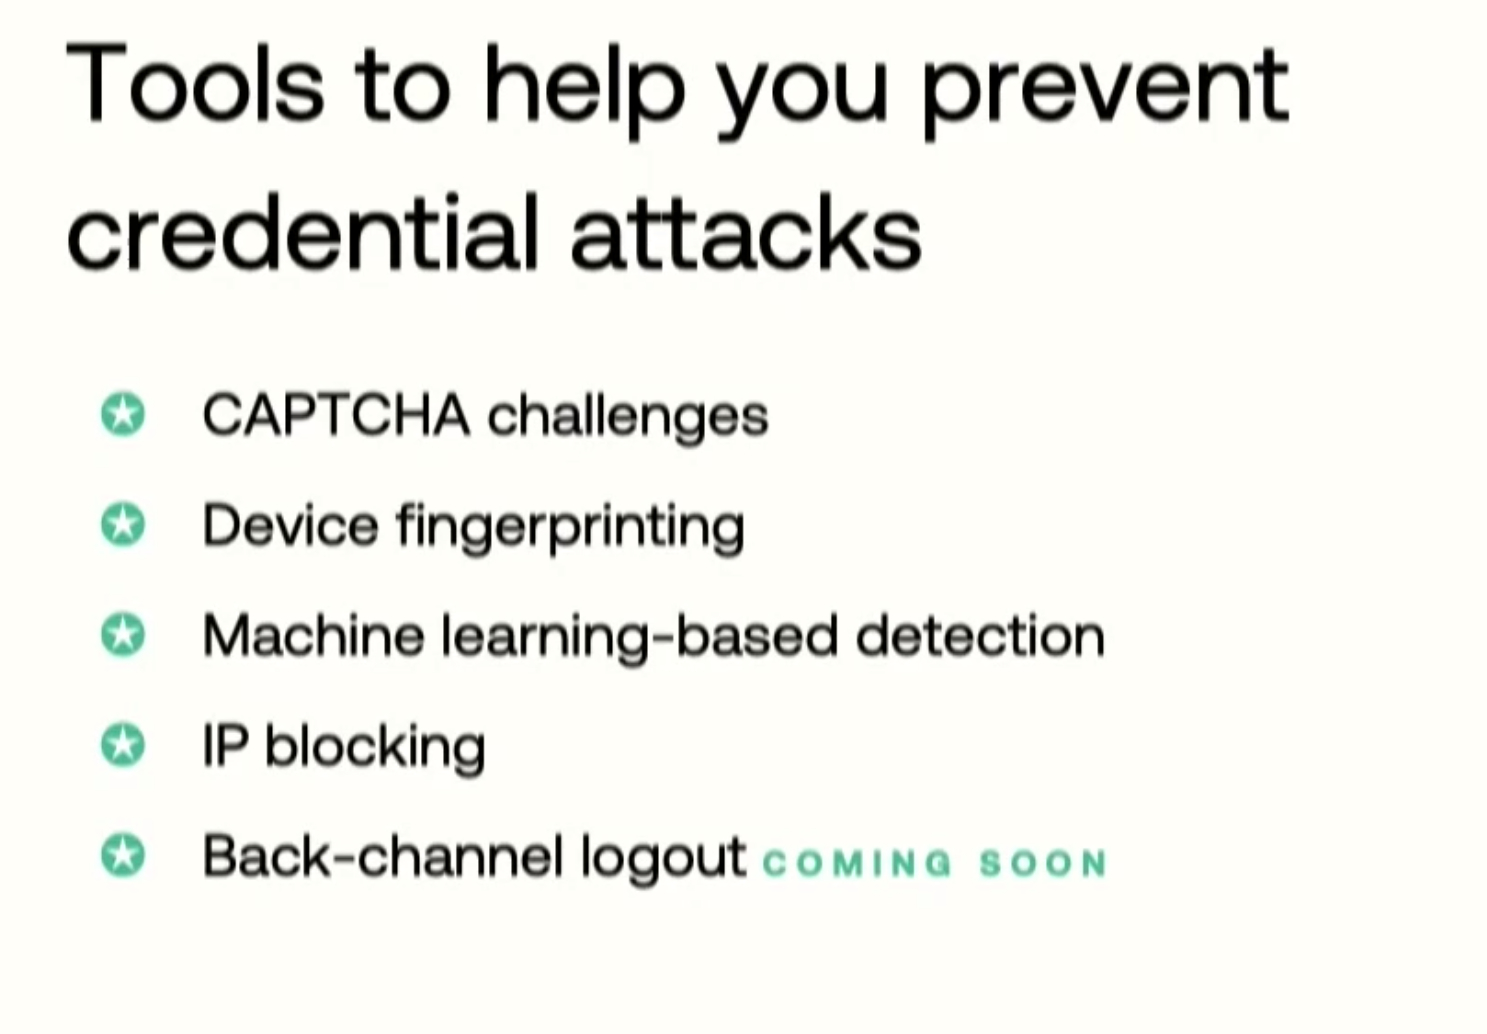 Tools to help you prevent
credential attacks
CAPTCHA challenges
Device fingerprinting
Machine learning-based detection
IP blocking
Back-channel logout COMING SOON